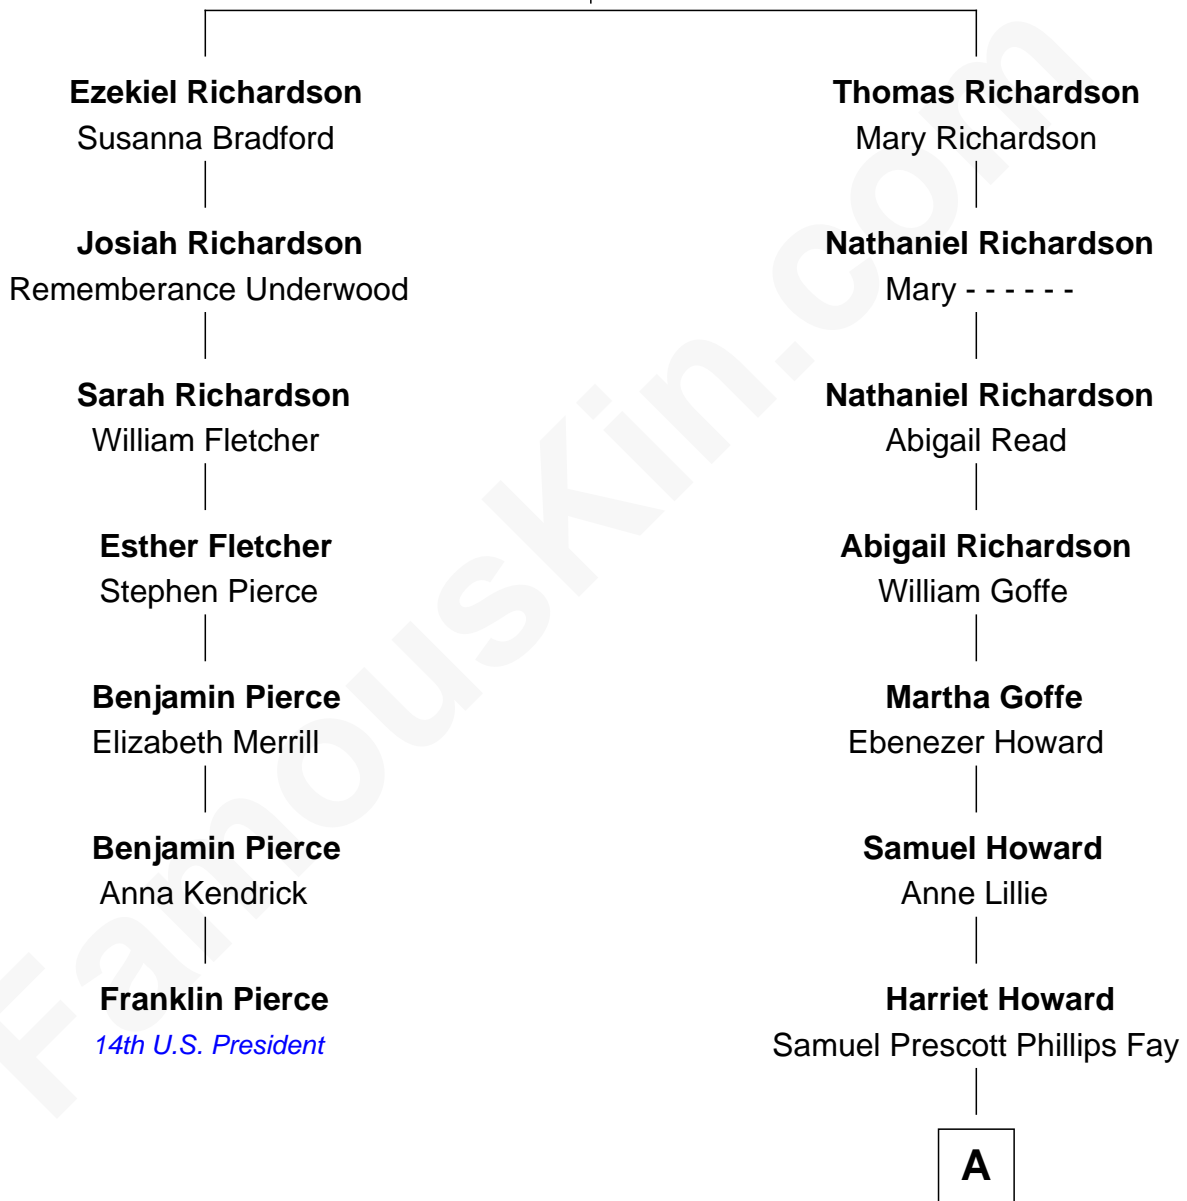 Ezekiel Richardson
Susanna Bradford
Josiah Richardson
Rememberance Underwood
Sarah Richardson
William Fletcher
Esther Fletcher
Stephen Pierce
Benjamin Pierce
Elizabeth Merrill
Benjamin Pierce
Anna Kendrick
Franklin Pierce
14th U.S. President
Thomas Richardson
Mary Richardson
Nathaniel Richardson
Mary - - - - - -
Nathaniel Richardson
Abigail Read
Abigail Richardson
William Goffe
Martha Goffe
Ebenezer Howard
Samuel Howard
Anne Lillie
Harriet Howard
Samuel Prescott Phillips Fay
A
FamousKin.com